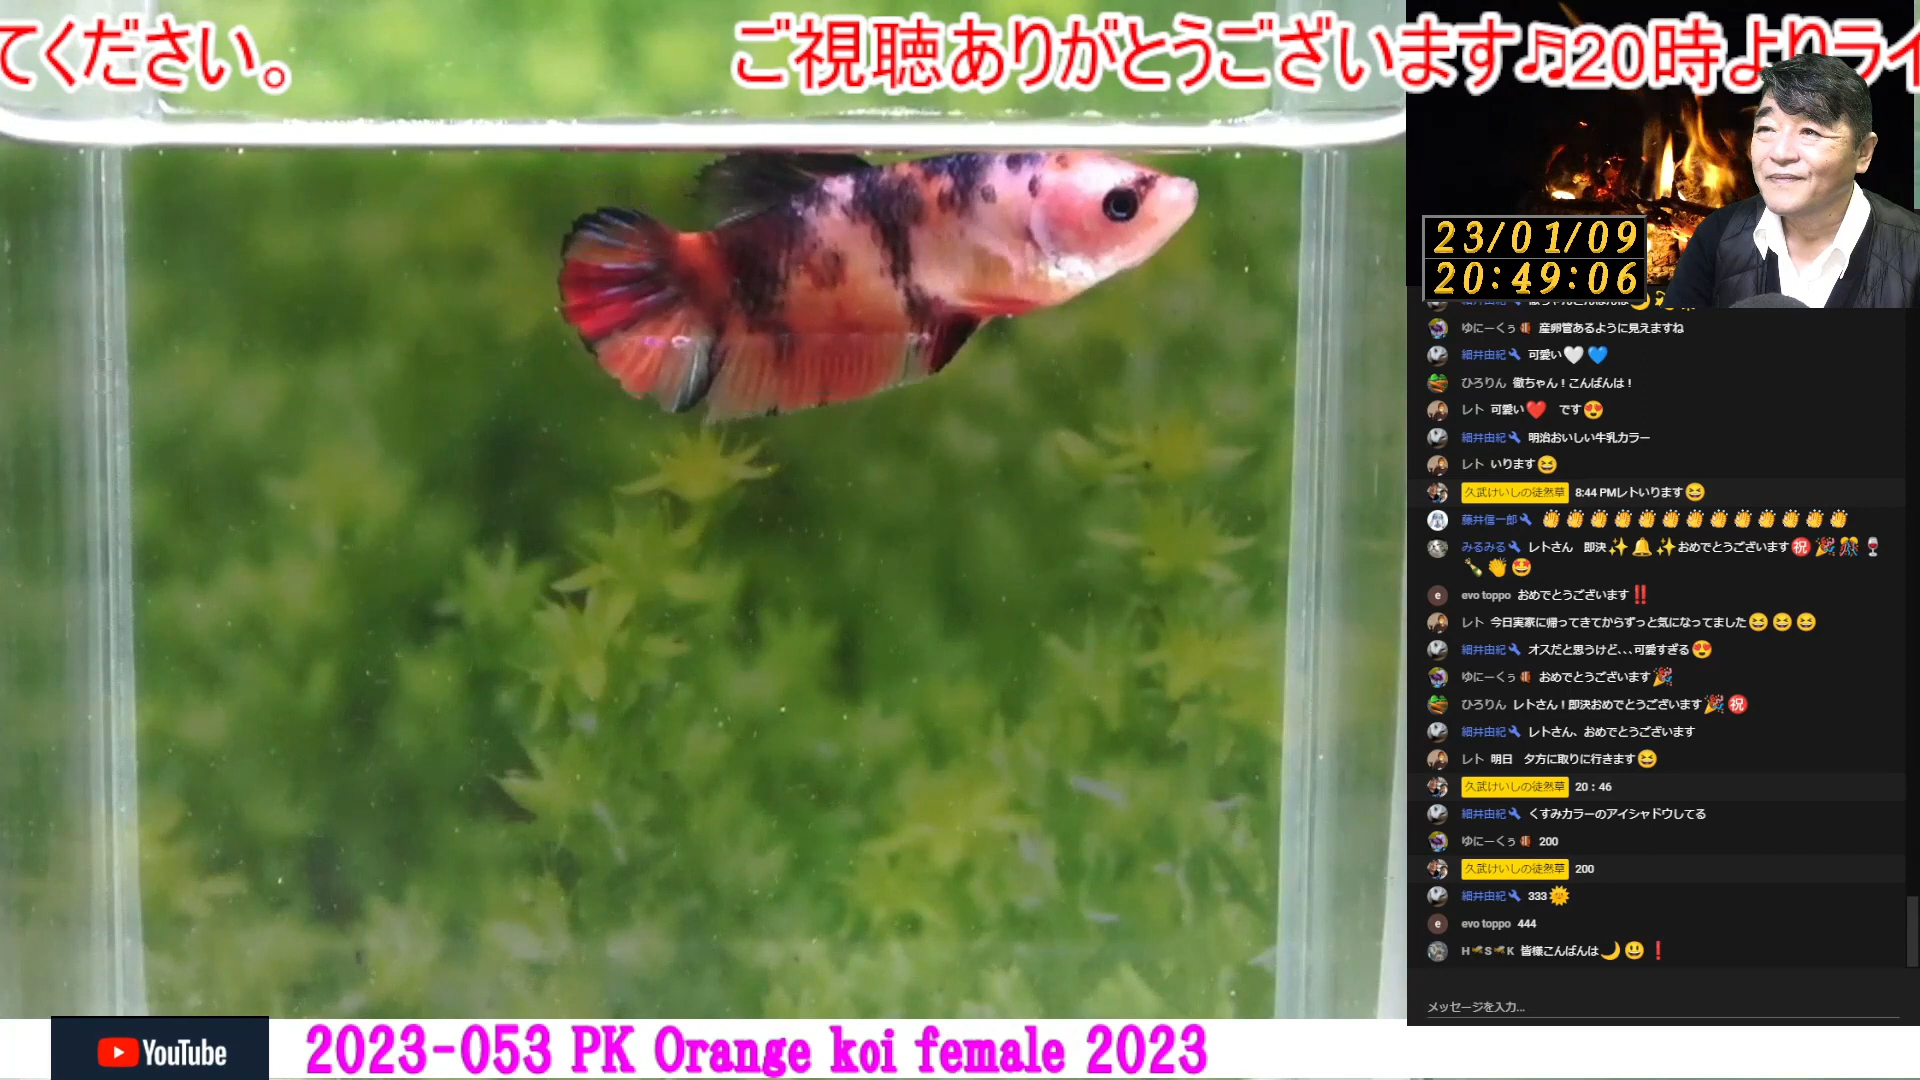 てください。 ご視聴ありがとうございます♬20時よりライ
23/01/09
20:49:06
ゆにーくぅ 産卵管あるように見えますね
細井由紀 可愛い🤍💙
ひろりん 徹ちゃん！こんばんは！
レト 可愛い❤️ です😍
細井由紀 明治おいしい牛乳カラー
レト いります😆
久武けいしの徒然草 8:44 PMレトいります😆
藤井信一郎 👏👏👏👏👏👏👏👏👏👏👏👏👏
みるみる レトさん 即決✨🔔✨おめでとうございます㊗️🎉🎊🍷
🍾👏🤩
evo toppo おめでとうございます‼️
レト 今日実家に帰ってきてからずっと気になってました😆😆😆
細井由紀 オスだと思うけど､､､可愛すぎる😍
ゆにーくぅ おめでとうございます🎉
ひろりん レトさん！即決おめでとうございます🎉㊗️
細井由紀 レトさん、おめでとうございます
レト 明日 夕方に取りに行きます😆
久武けいしの徒然草 20：46
細井由紀 くすみカラーのアイシャドウしてる
ゆにーくぅ 200
久武けいしの徒然草 200
細井由紀 333🌞
evo toppo 444
H S K 皆様こんばんは🌙😃❗
メッセージを入力...
YouTube 2023-053 PK Orange koi female 2023